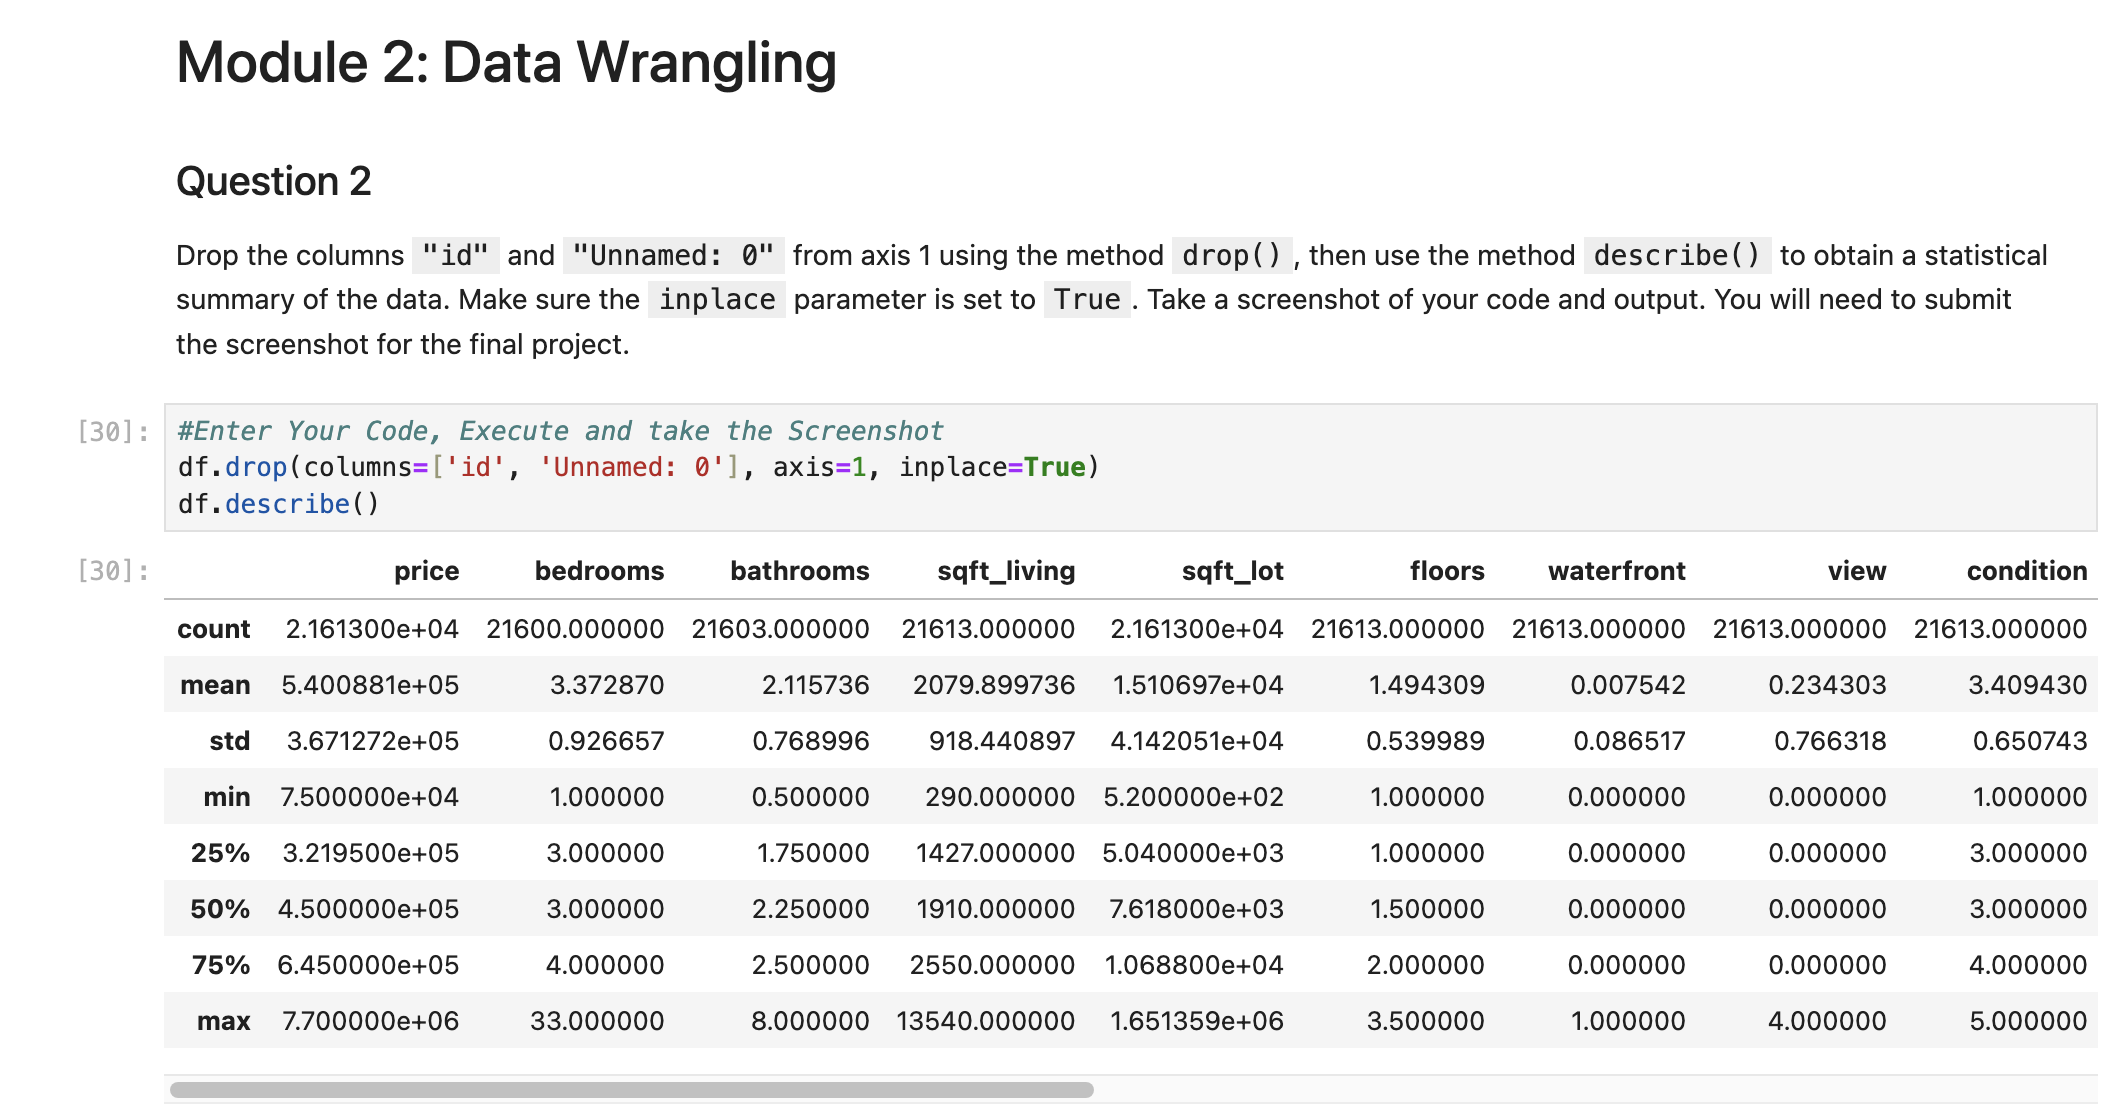 Module 2: Data Wrangling
Question 2
Drop the columns "id" and "Unnamed: 0" from axis 1 using the method drop(), then use the method describe() to obtain a statistical
summary of the data. Make sure the inplace parameter is set to True. Take a screenshot of your code and output. You will need to submit
the screenshot for the final project.
[30]: #Enter Your Code, Execute and take the Screenshot
df.drop(columns=['id', 'Unnamed: 0'], axis=1, inplace=True)
df.describe()
[30]: price bedrooms bathrooms sqft_living sqft_lot floors waterfront view condition
count 2.161300e+04 21600.000000 21603.000000 21613.000000 2.161300e+04 21613.000000 21613.000000 21613.000000 21613.000000
mean 5.400881e+05 3.372870 2.115736 2079.899736 1.510697e+04 1.494309 0.007542 0.234303 3.409430
std 3.671272e+05 0.926657 0.768996 918.440897 4.142051e+04 0.539989 0.086517 0.766318 0.650743
min 7.500000e+04 1.000000 0.500000 290.000000 5.200000e+02 1.000000 0.000000 0.000000 1.000000
25% 3.219500e+05 3.000000 1.750000 1427.000000 5.040000e+03 1.000000 0.000000 0.000000 3.000000
50% 4.500000e+05 3.000000 2.250000 1910.000000 7.618000e+03 1.500000 0.000000 0.000000 3.000000
75% 6.450000e+05 4.000000 2.500000 2550.000000 1.068800e+04 2.000000 0.000000 0.000000 4.000000
max 7.700000e+06 33.000000 8.000000 13540.000000 1.651359e+06 3.500000 1.000000 4.000000 5.000000